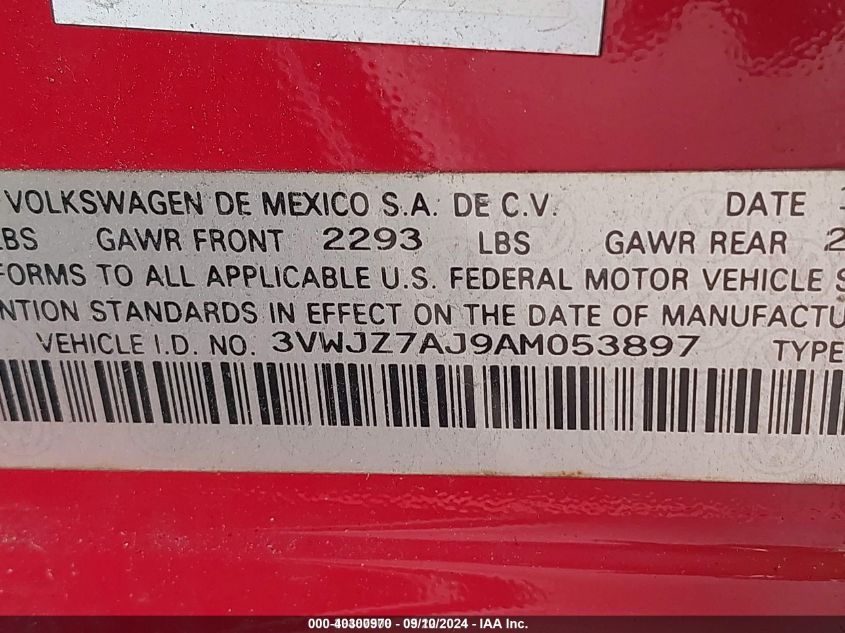 VOLKSWAGEN DE MEXICO S.A. DE C.V. DATE
LBS GAWR FRONT 2293 LBS GAWR REAR 2
FORMS TO ALL APPLICABLE U.S. FEDERAL MOTOR VEHICLE S
NTION STANDARDS IN EFFECT ON THE DATE OF MANUFACTU
VEHICLE I.D. NO. 3VWJZ7AJ9AM053897 TYPE
000-40300970 - 09/10/2024 - IAA Inc.